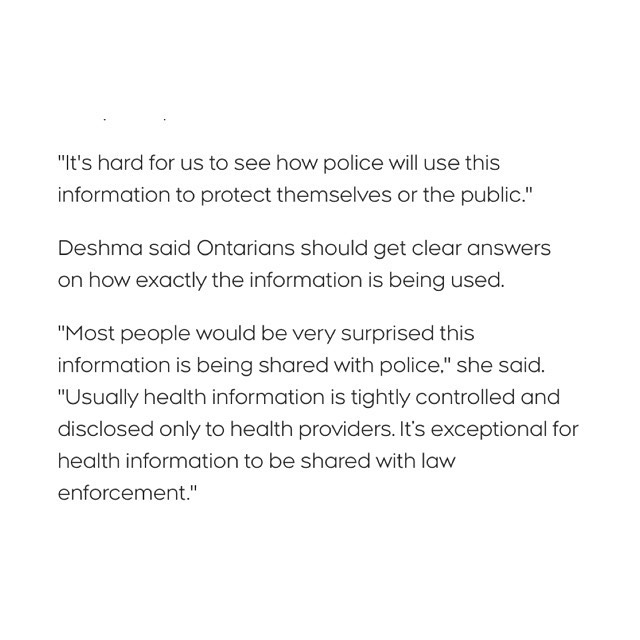 "It's hard for us to see how police will use this
information to protect themselves or the public."
Deshma said Ontarians should get clear answers
on how exactly the information is being used.
"Most people would be very surprised this
information is being shared with police," she said.
"Usually health information is tightly controlled and
disclosed only to health providers. It's exceptional for
health information to be shared with law
enforcement."